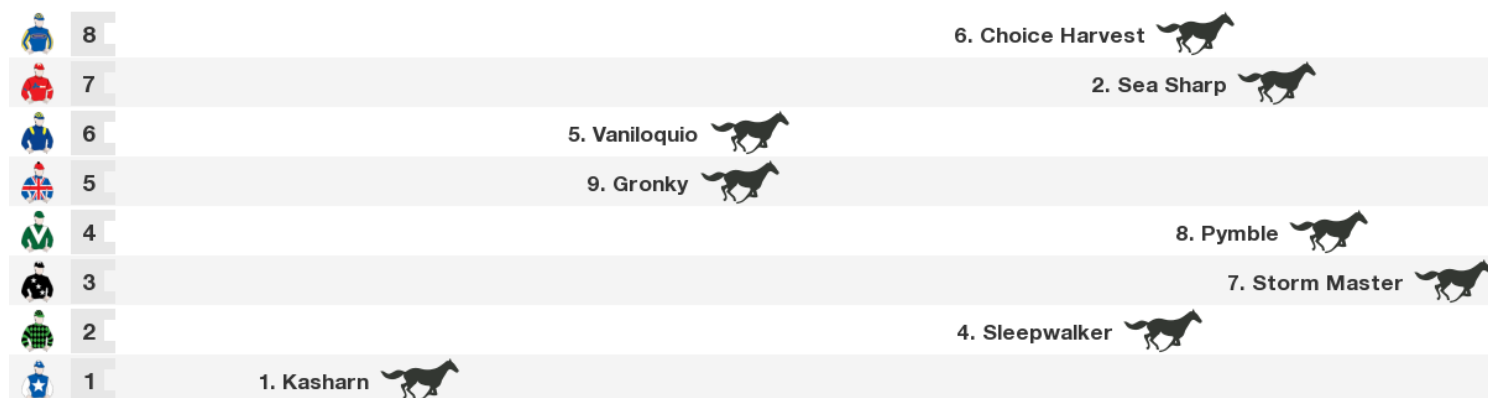 8 6. Choice Harvest
7 2. Sea Sharp
6 5. Vaniloquio
5 9. Gronky
4 8. Pymble
3 7. Storm Master
2 4. Sleepwalker
1 1. Kasharn